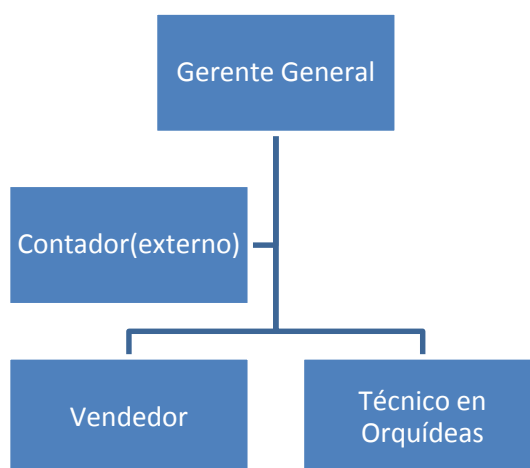 Gerente General
Contador(externo)
Vendedor
Técnico en
Orquídeas